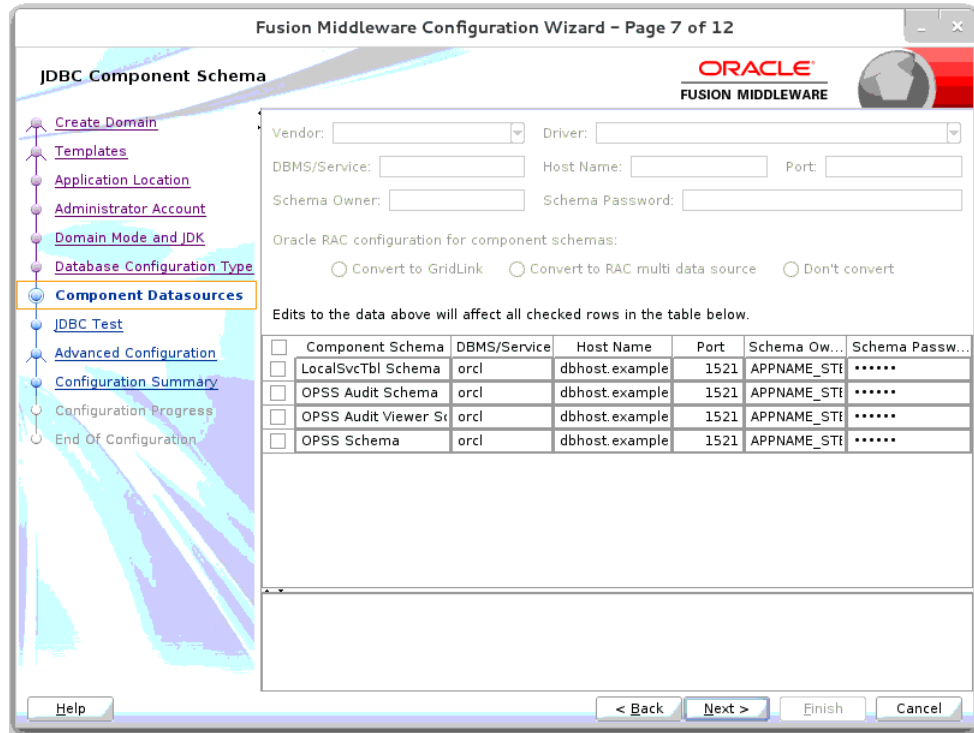 Fusion Middleware Configuration Wizard - Page 7 of 12
JDBC Component Schema
ORACLE
FUSION MIDDLEWARE
Create Domain
Templates
Application Location
Administrator Account
Domain Mode and JDK
Database Configuration Type
Component Datasources
JDBC Test
Advanced Configuration
Configuration Summary
Configuration Progress
End Of Configuration
Vendor: Driver:
DBMS/Service: Host Name: Port:
Schema Owner: Schema Password:
Oracle RAC configuration for component schemas:
Convert to GridLink Convert to RAC multi data source Don't convert
Edits to the data above will affect all checked rows in the table below.
Component Schema DBMS/Service Host Name Port Schema Ow... Schema Passw...
LocalSvcTbl Schema orcl dbhost.example 1521 APPNAME_STE ••••••
OPSS Audit Schema orcl dbhost.example 1521 APPNAME_STE ••••••
OPSS Audit Viewer Sc orcl dbhost.example 1521 APPNAME_STE ••••••
OPSS Schema orcl dbhost.example 1521 APPNAME_STE ••••••
Help < Back Next > Finish Cancel